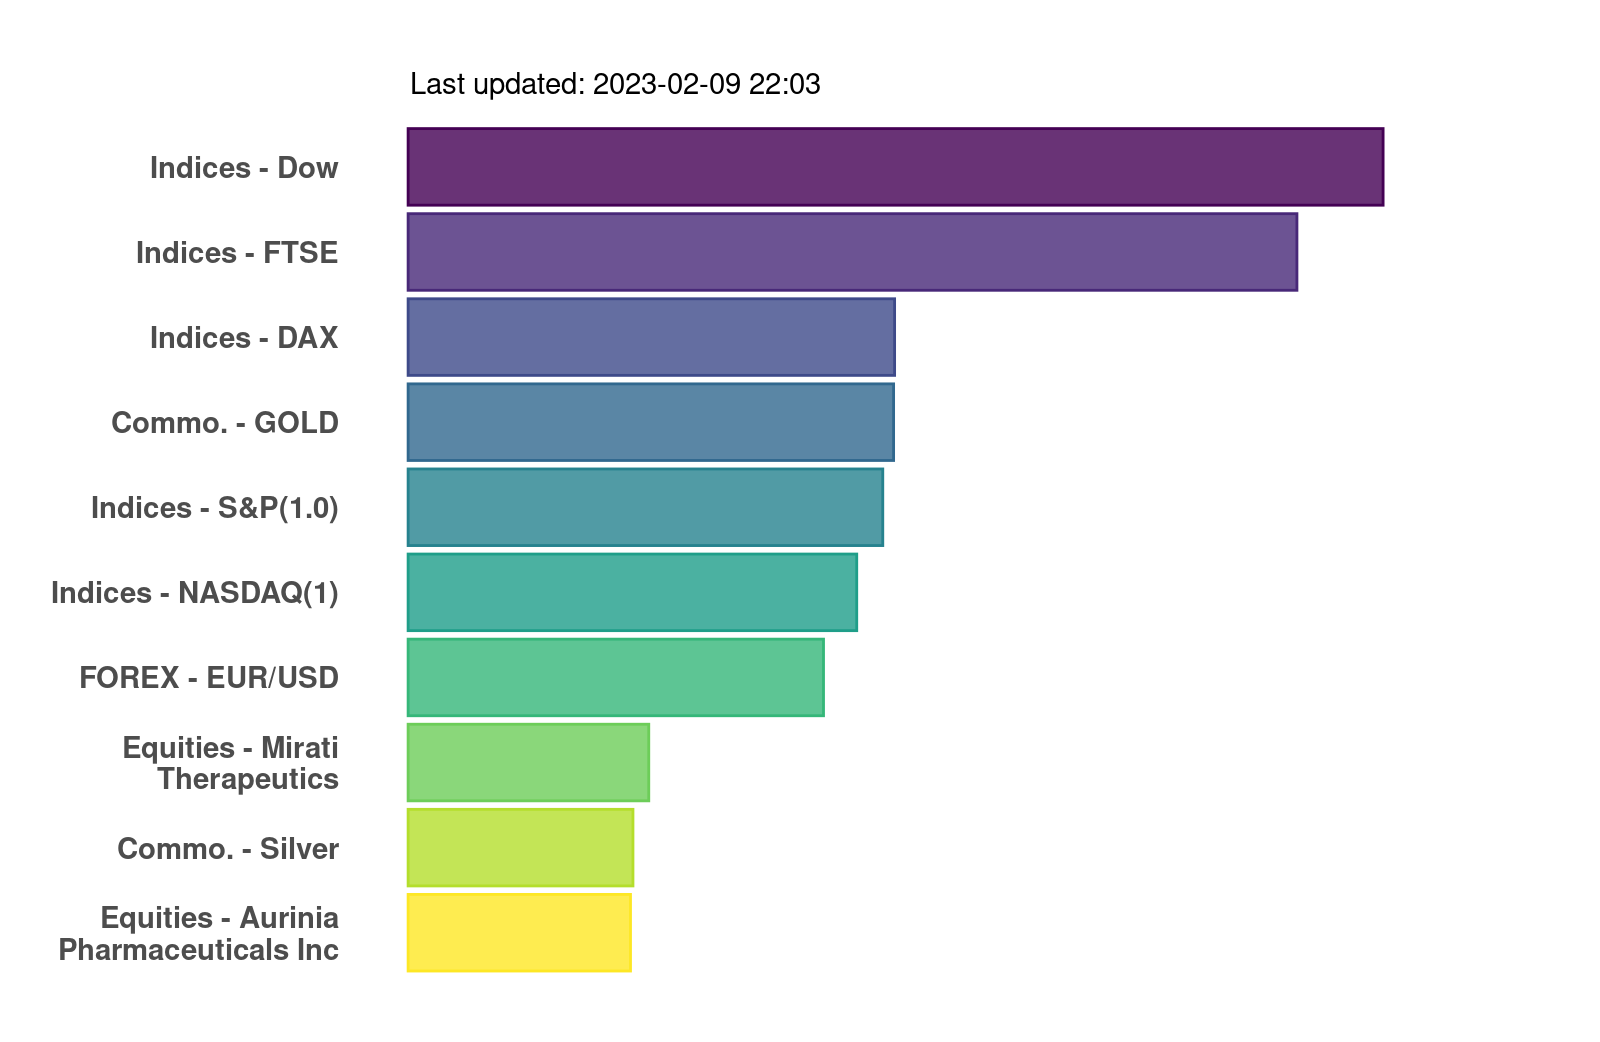 Last updated: 2023-02-09 22:03
Indices - Dow
Indices - FTSE
Indices - DAX
Commo. - GOLD
Indices - S&P(1.0)
Indices - NASDAQ(1)
FOREX - EUR/USD
Equities - Mirati
Therapeutics
Commo. - Silver
Equities - Aurinia
Pharmaceuticals Inc